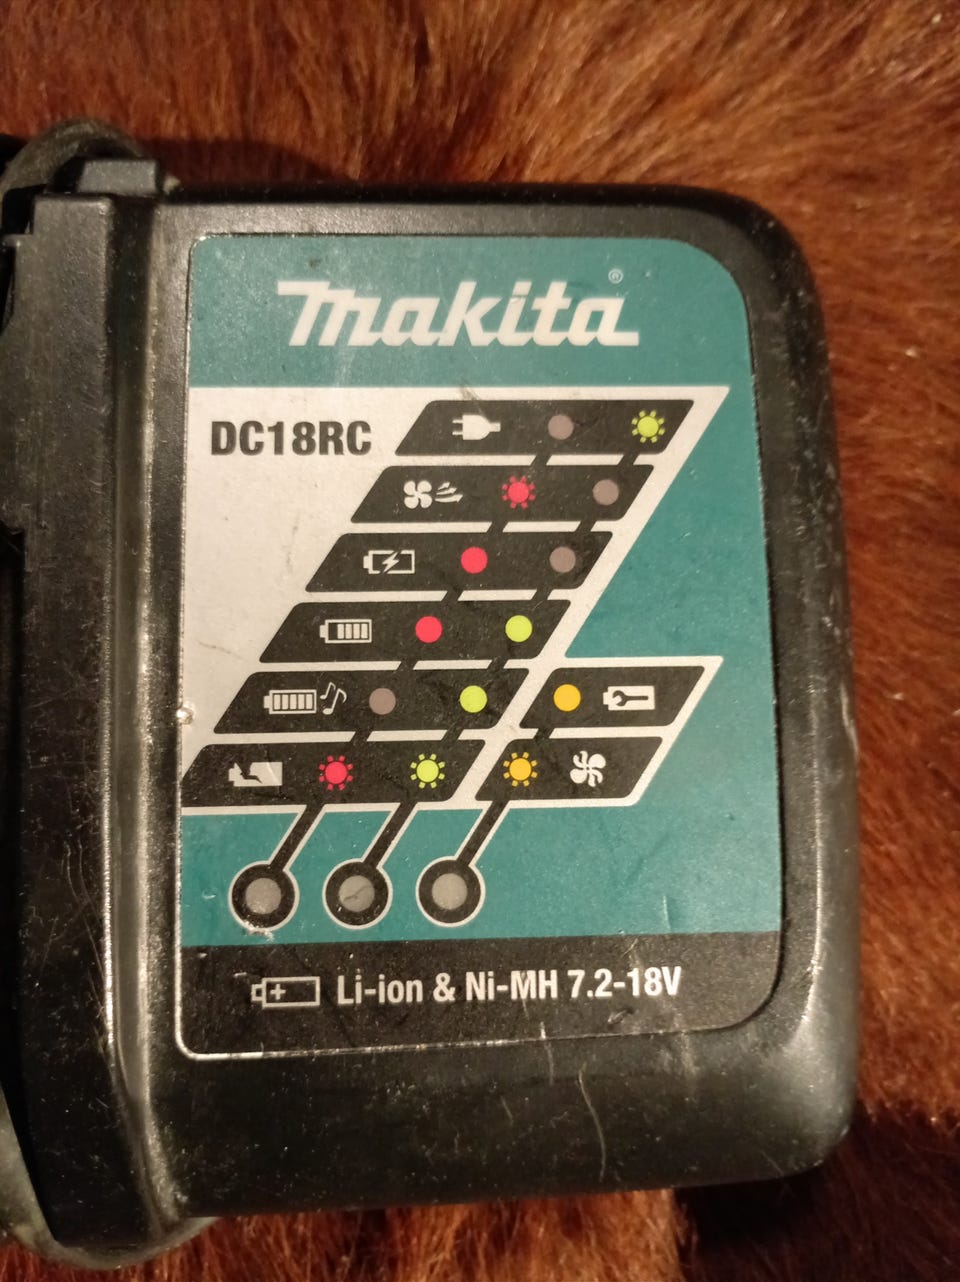 makita®
DC18RC
Li-ion & Ni-MH 7.2-18V